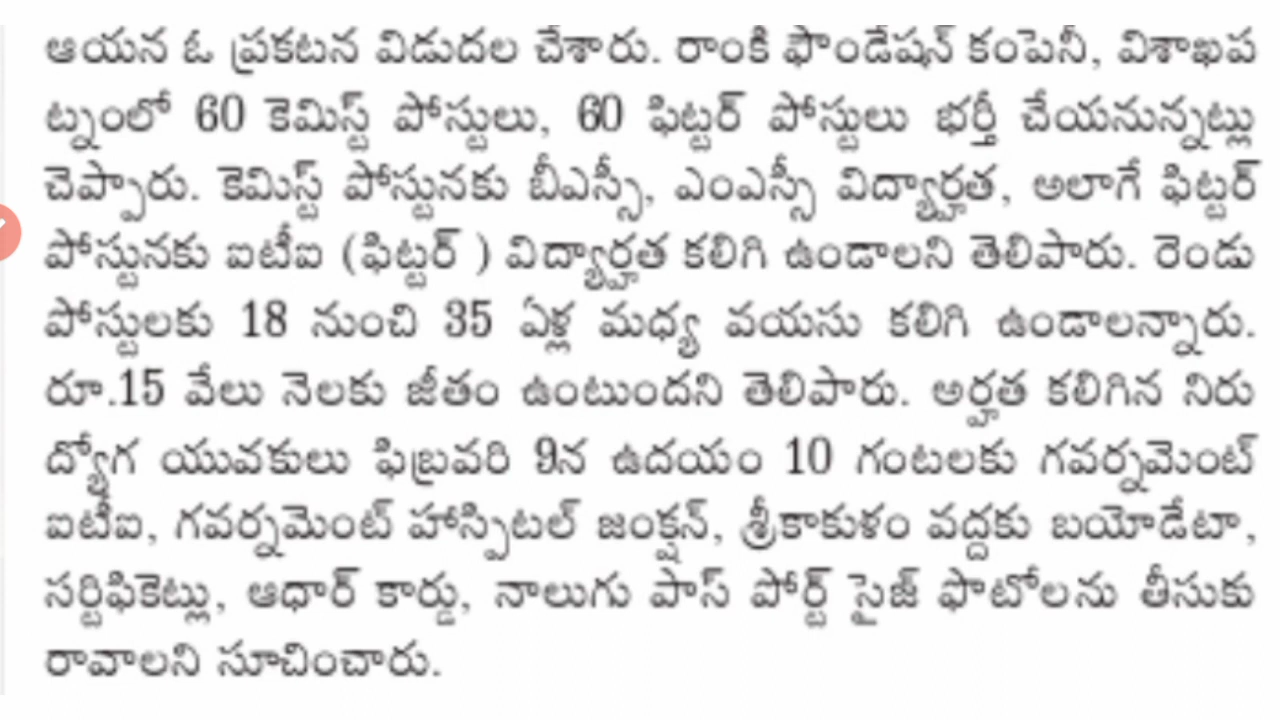 ఆయన ఓ ప్రకటన విడుదల చేశారు. రాంకి ఫౌండేషన్ కంపెనీ, విశాఖప
ట్నంలో 60 కెమిస్ట్ పోస్టులు, 60 ఫిట్టర్ పోస్టులు భర్తీ చేయనున్నట్లు
చెప్పారు. కెమిస్ట్ పోస్టునకు బీఎస్సీ, ఎంఎస్సీ విద్యార్హత, అలాగే ఫిట్టర్
పోస్టునకు ఐటీఐ (ఫిట్టర్ ) విద్యార్హత కలిగి ఉండాలని తెలిపారు. రెండు
పోస్టులకు 18 నుంచి 35 ఏళ్ల మధ్య వయసు కలిగి ఉండాలన్నారు.
రూ.15 వేలు నెలకు జీతం ఉంటుందని తెలిపారు. అర్హత కలిగిన నిరు
ద్యోగ యువకులు ఫిబ్రవరి 9న ఉదయం 10 గంటలకు గవర్నమెంట్
ఐటీఐ, గవర్నమెంట్ హాస్పిటల్ జంక్షన్, శ్రీకాకుళం వద్దకు బయోడేటా,
సర్టిఫికెట్లు, ఆధార్ కార్డు, నాలుగు పాస్ పోర్ట్ సైజ్ ఫొటోలను తీసుకు
రావాలని సూచించారు.